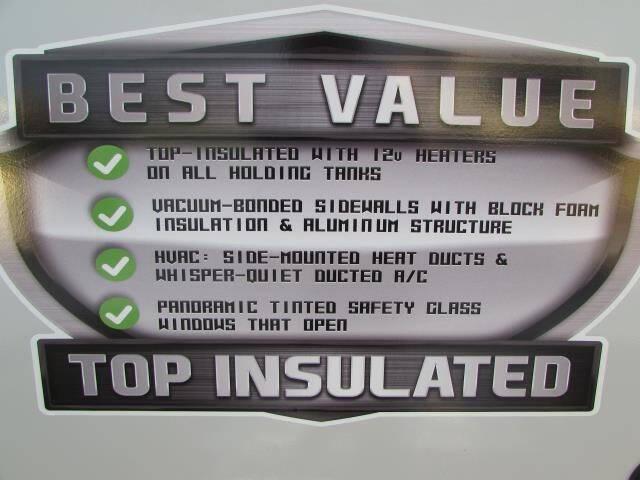 BEST VALUE
TOP-INSULATED WITH 12v HEATERS
ON ALL HOLDING TANKS
VACUUM-BONDED SIDEWALLS WITH BLOCK FOAM
INSULATION & ALUMINUM STRUCTURE
HVAC: SIDE-MOUNTED HEAT DUCTS &
WHISPER-QUIET DUCTED A/C
PANORAMIC TINTED SAFETY GLASS
WINDOWS THAT OPEN
TOP INSULATED